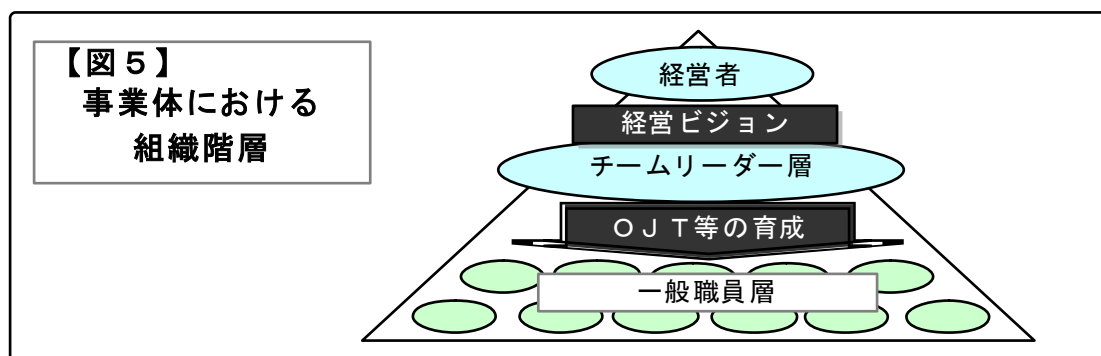 【図５】
事業体における
組織階層
経営者
経営ビジョン
チームリーダー層
ＯＪＴ等の育成
一般職員層